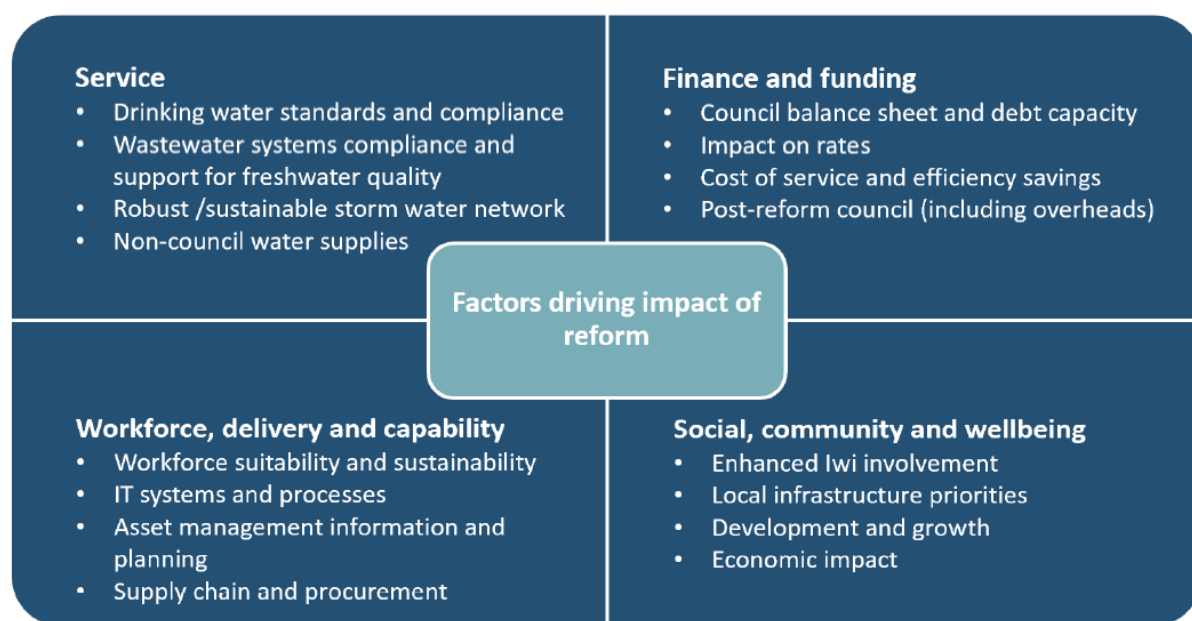 Service
• Drinking water standards and compliance
• Wastewater systems compliance and
support for freshwater quality
• Robust /sustainable storm water network
• Non-council water supplies
Finance and funding
• Council balance sheet and debt capacity
• Impact on rates
• Cost of service and efficiency savings
• Post-reform council (including overheads)
Factors driving impact of
reform
Workforce, delivery and capability
• Workforce suitability and sustainability
• IT systems and processes
• Asset management information and
planning
• Supply chain and procurement
Social, community and wellbeing
• Enhanced Iwi involvement
• Local infrastructure priorities
• Development and growth
• Economic impact